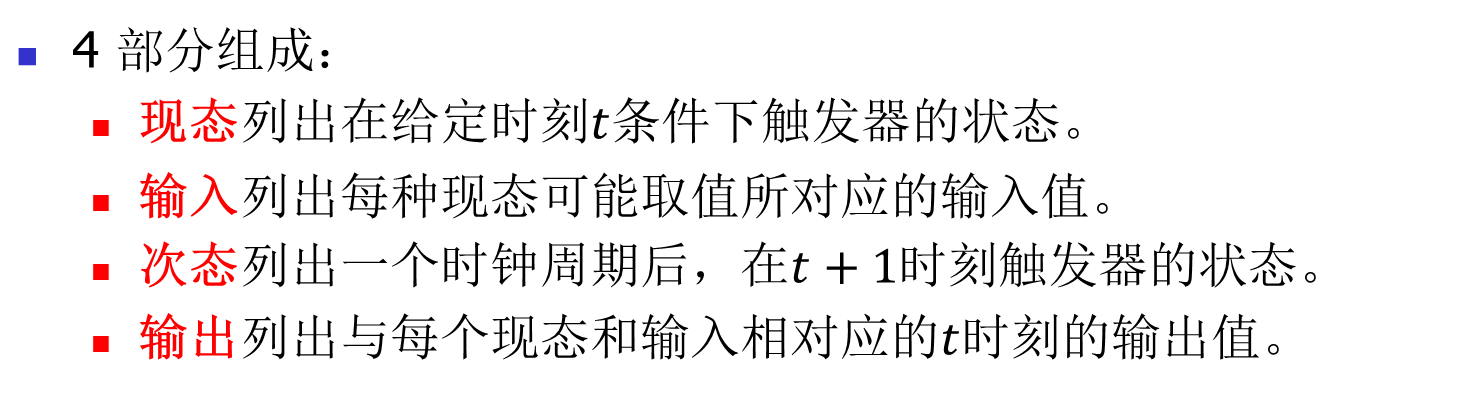 4 部分组成：
现态列出在给定时刻t条件下触发器的状态。
输入列出每种现态可能取值所对应的输入值。
次态列出一个时钟周期后，在t + 1时刻触发器的状态。
输出列出与每个现态和输入相对应的t时刻的输出值。